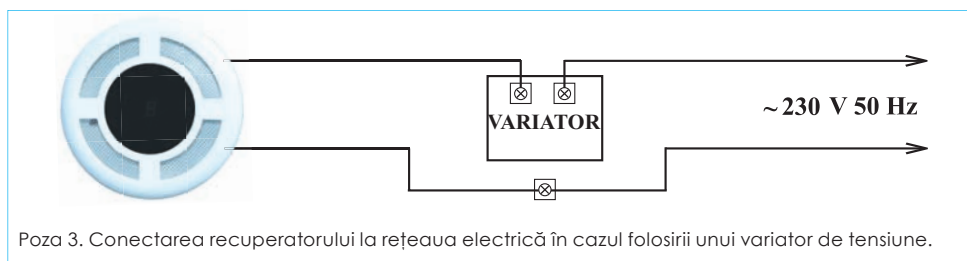 VARIATOR
~ 230 V 50 Hz
Poza 3. Conectarea recuperatorului la rețeaua electrică în cazul folosirii unui variator de tensiune.